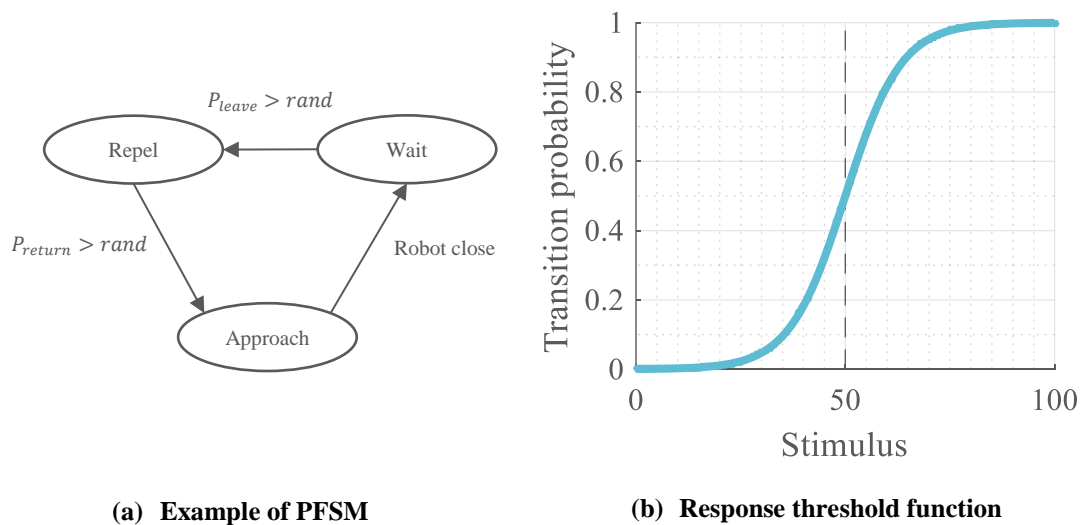 P_leave > rand
Repel
Wait
P_return > rand
Robot close
Approach
1
0.8
0.6
0.4
0.2
0
0
50
100
Transition probability
Stimulus
(a) Example of PFSM
(b) Response threshold function